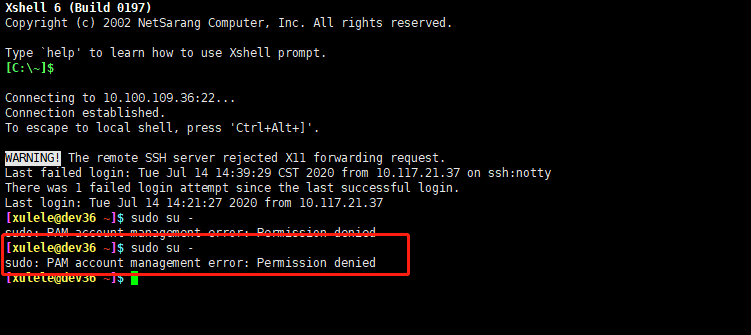 Xshell 6 (Build 0197)
Copyright (c) 2002 NetSarang Computer, Inc. All rights reserved.
Type `help' to learn how to use Xshell prompt.
[C:\~]$
Connecting to 10.100.109.36:22...
Connection established.
To escape to local shell, press 'Ctrl+Alt+]'.
WARNING! The remote SSH server rejected X11 forwarding request.
Last failed login: Tue Jul 14 14:39:29 CST 2020 from 10.117.21.37 on ssh:notty
There was 1 failed login attempt since the last successful login.
Last login: Tue Jul 14 14:21:27 2020 from 10.117.21.37
[xulele@dev36 ~]$ sudo su -
sudo: PAM account management error: Permission denied
[xulele@dev36 ~]$ sudo su -
sudo: PAM account management error: Permission denied
[xulele@dev36 ~]$